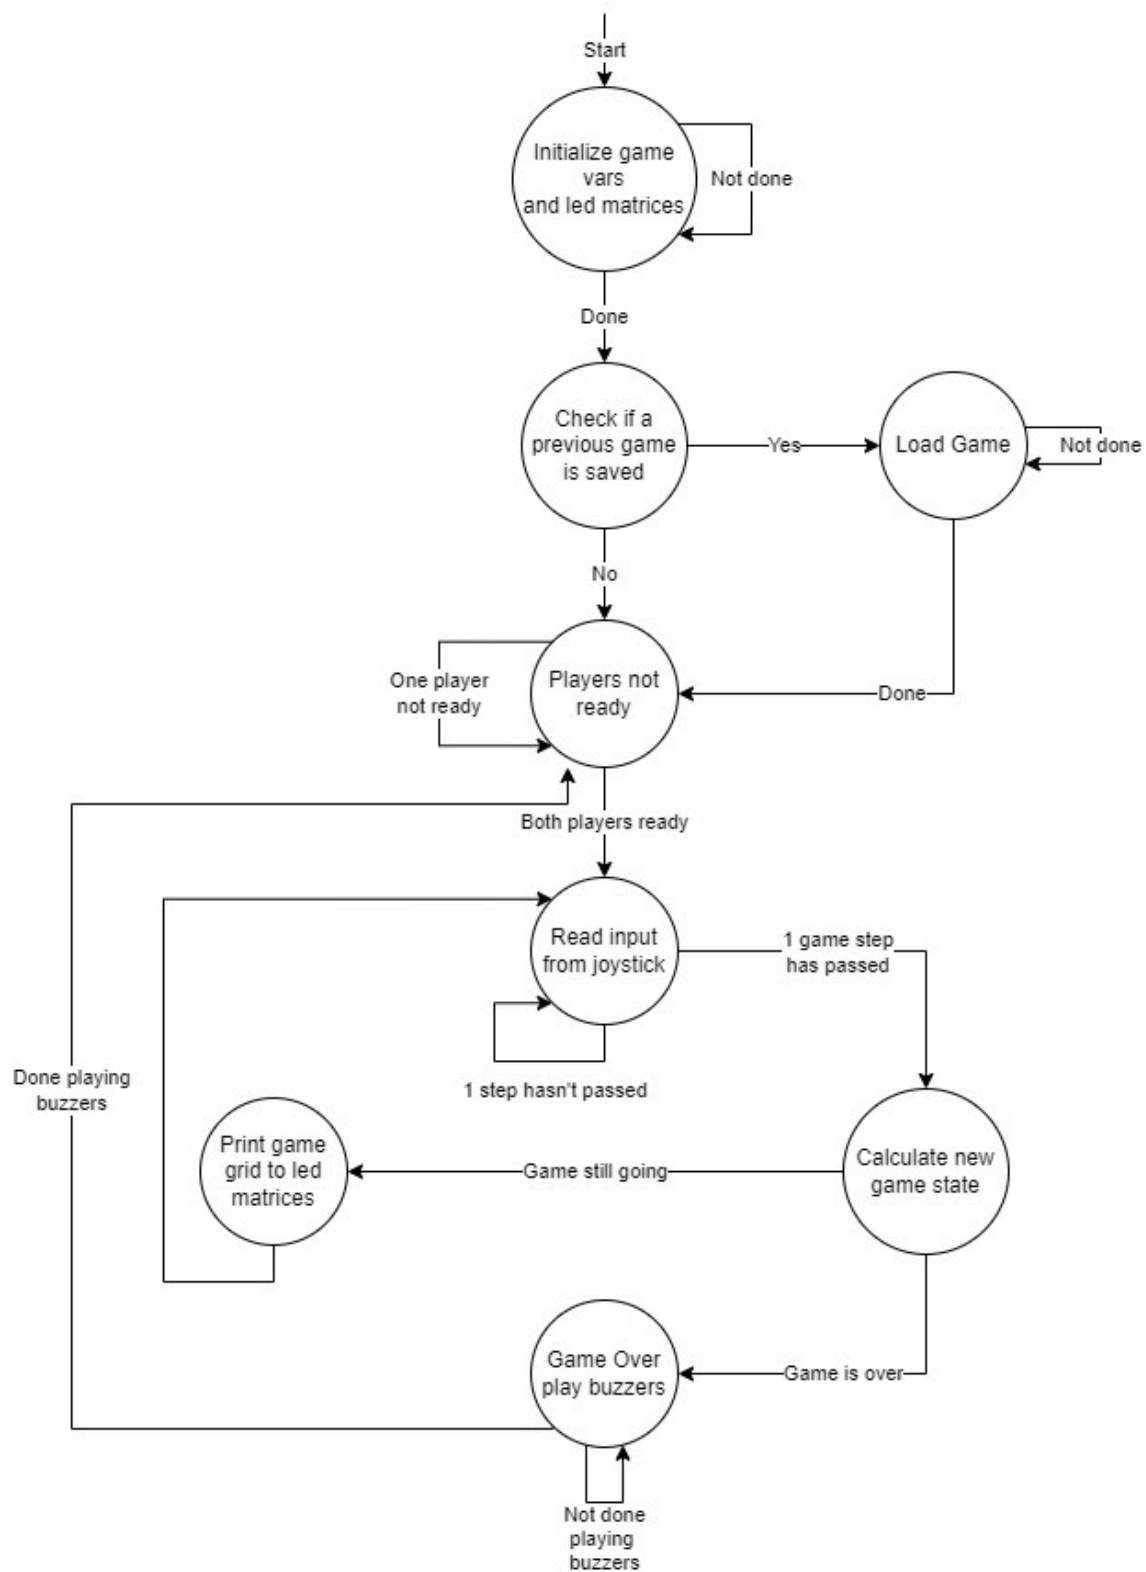 Start
Initialize game
vars
and led matrices
Not done
Done
Check if a
previous game
is saved
Yes
Load Game
Not done
No
One player
not ready
Players not
ready
Done
Both players ready
Read input
from joystick
1 game step
has passed
1 step hasn't passed
Done playing
buzzers
Print game
grid to led
matrices
Game still going
Calculate new
game state
Game Over
play buzzers
Game is over
Not done
playing
buzzers